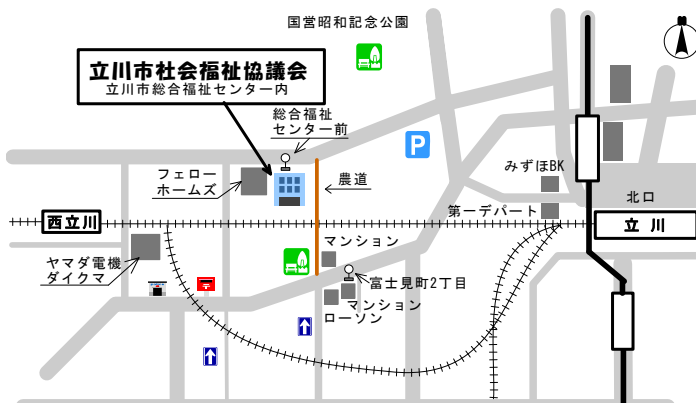 国営昭和記念公園
立川市社会福祉協議会
立川市総合福祉センター内
総合福祉
センター前
P
みずほBK
フェロー
ホームズ
農道
北口
第一デパート
西立川
立川
マンション
ヤマダ電機
ダイクマ
富士見町2丁目
マンション
ローソン